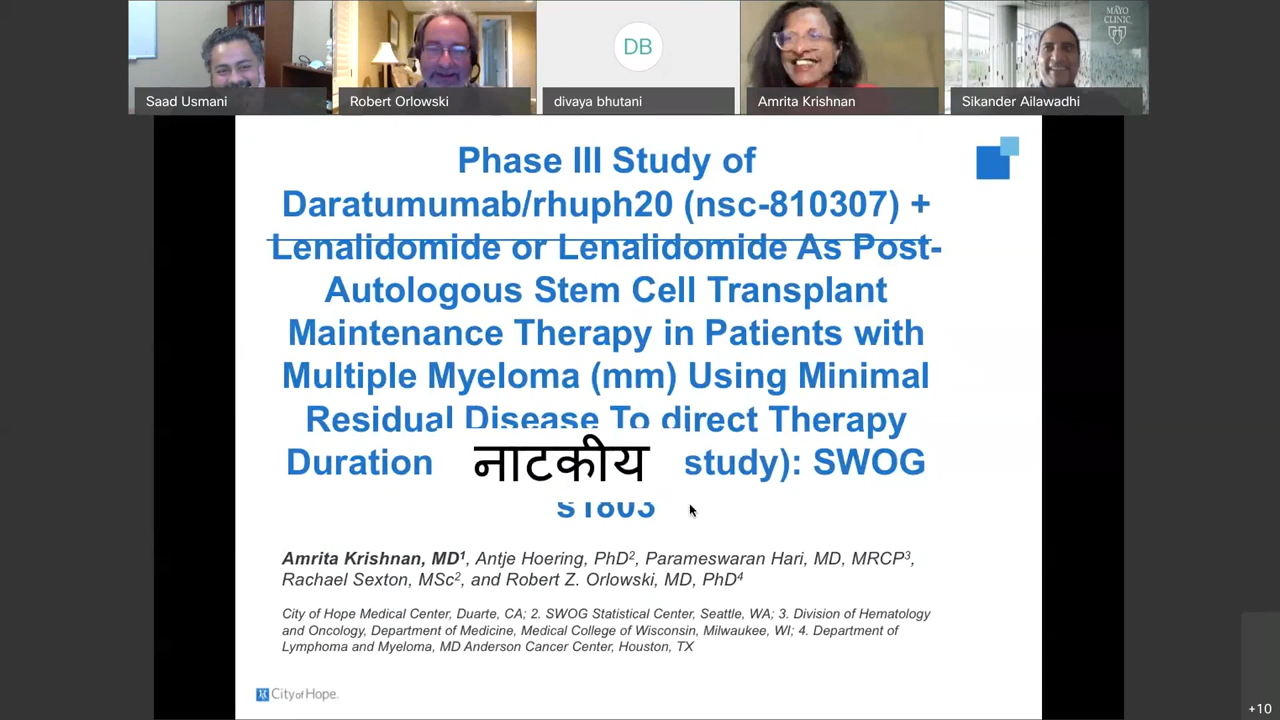 MAYO
CLINIC
DB
Saad Usmani
Robert Orlowski
divaya bhutani
Amrita Krishnan
Sikander Ailawadhi
Phase III Study of
Daratumumab/rhuph20 (nsc-810307) +
Lenalidomide or Lenalidomide As Post-
Autologous Stem Cell Transplant
Maintenance Therapy in Patients with
Multiple Myeloma (mm) Using Minimal
Residual Disease To direct Therapy
Duration नाटकीय study): SWOG
s1803
Amrita Krishnan, MD1, Antje Hoering, PhD2, Parameswaran Hari, MD, MRCP3,
Rachael Sexton, MSc2, and Robert Z. Orlowski, MD, PhD4
City of Hope Medical Center, Duarte, CA; 2. SWOG Statistical Center, Seattle, WA; 3. Division of Hematology
and Oncology, Department of Medicine, Medical College of Wisconsin, Milwaukee, WI; 4. Department of
Lymphoma and Myeloma, MD Anderson Cancer Center, Houston, TX
City of Hope.
+10